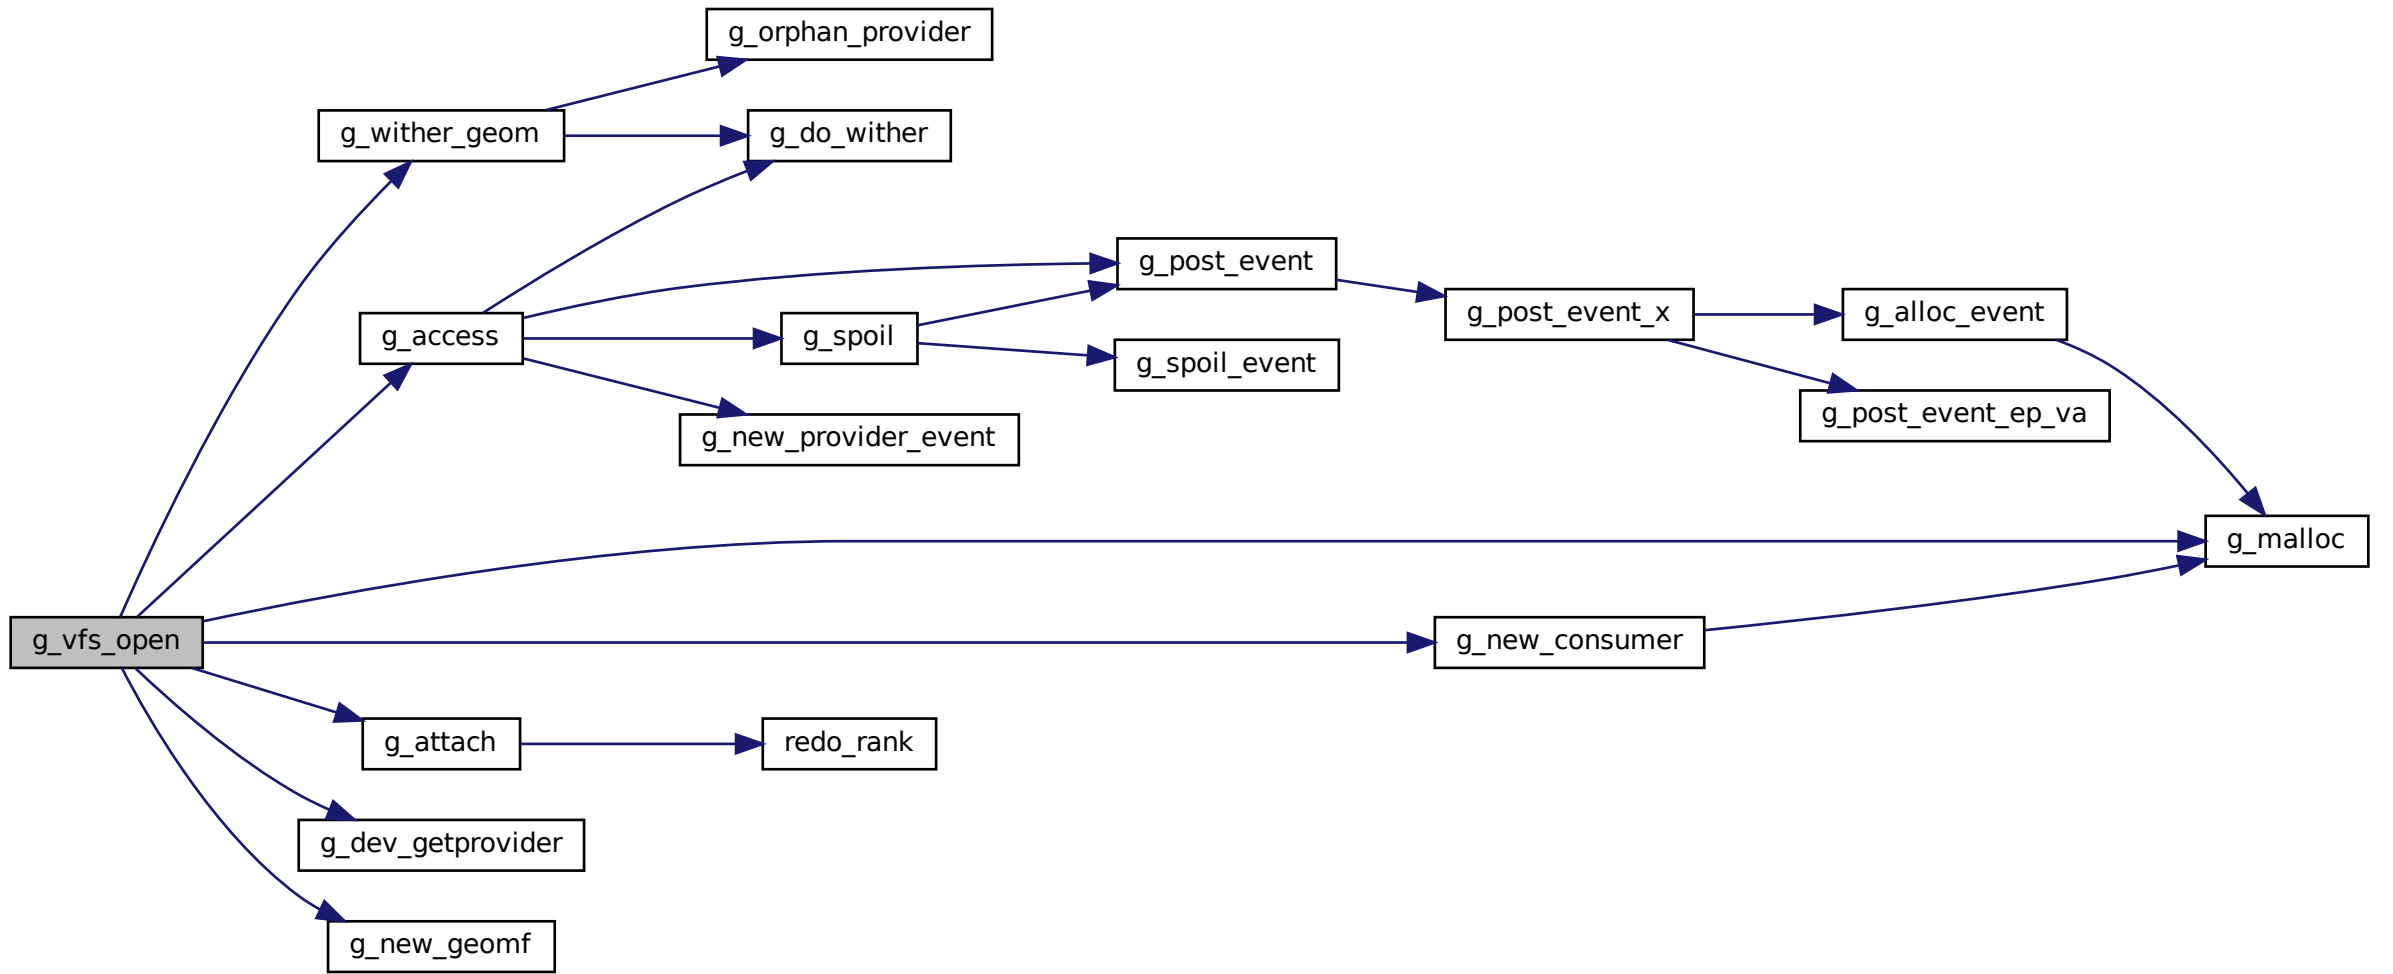 g_orphan_provider
g_wither_geom
g_do_wither
g_post_event
g_post_event_x
g_alloc_event
g_access
g_spoil
g_spoil_event
g_post_event_ep_va
g_new_provider_event
g_malloc
g_vfs_open
g_new_consumer
g_attach
redo_rank
g_dev_getprovider
g_new_geomf